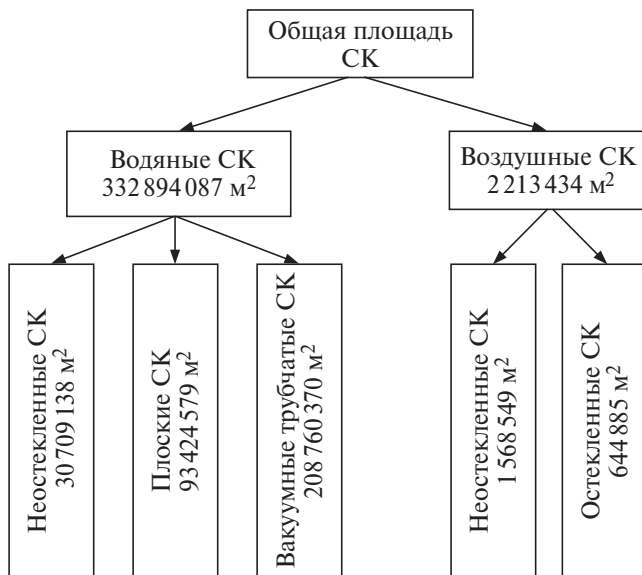 Общая площадь
СК
Водяные СК
332 894 087 м²
Воздушные СК
2 213 434 м²
Неостекленные СК
30 709 138 м²
Плоские СК
93 424 579 м²
Вакуумные трубчатые СК
208 760 370 м²
Неостекленные СК
1 568 549 м²
Остекленные СК
644 885 м²